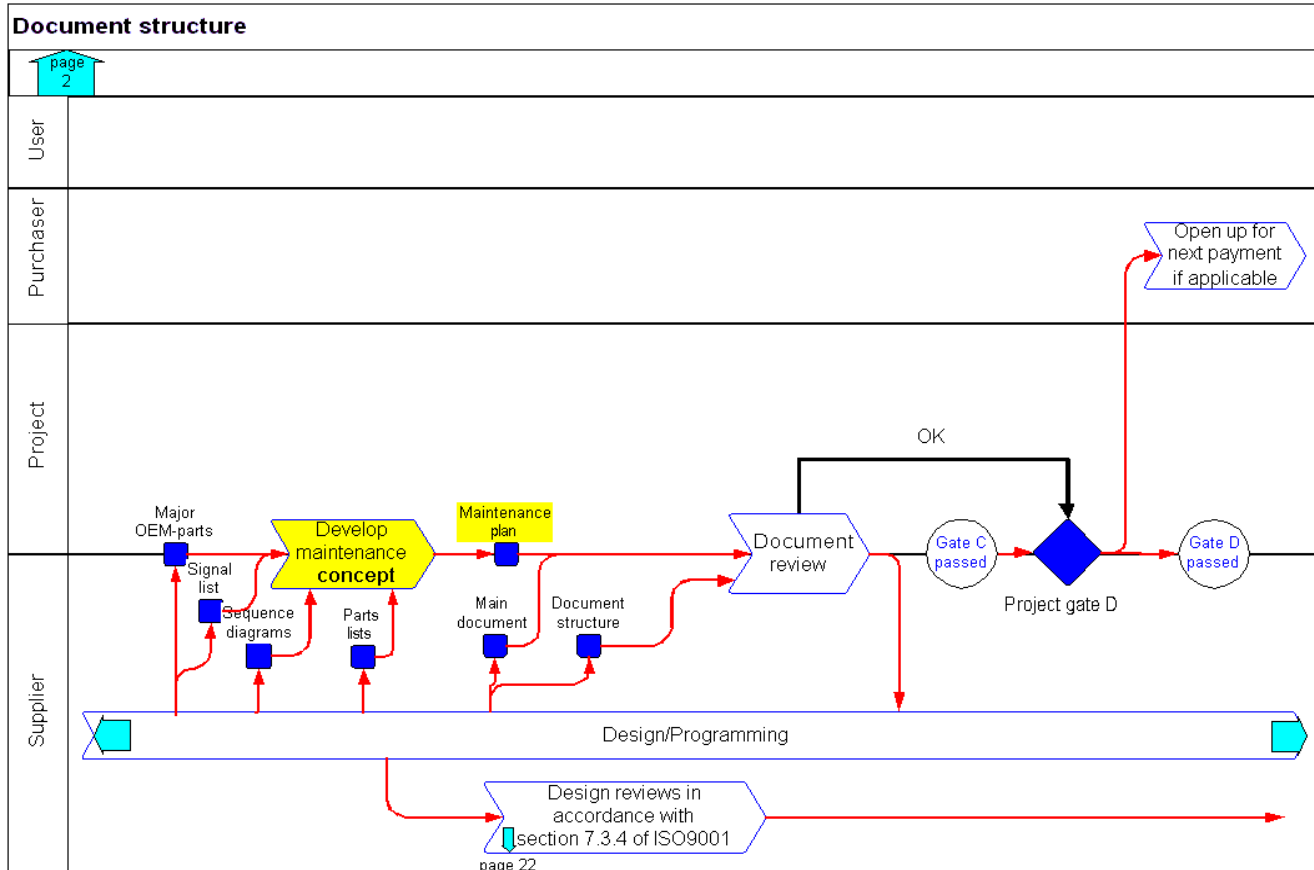 Document structure
page
2
User
Purchaser
Open up for
next payment
if applicable
Project
OK
Major
OEM-parts
Develop
maintenance
concept
Maintenance
plan
Document
review
Gate C
passed
Project gate D
Gate D
passed
Signal
list
Sequence
diagrams
Parts
lists
Main
document
Document
structure
Supplier
Design/Programming
Design reviews in
accordance with
section 7.3.4 of ISO9001
page 22